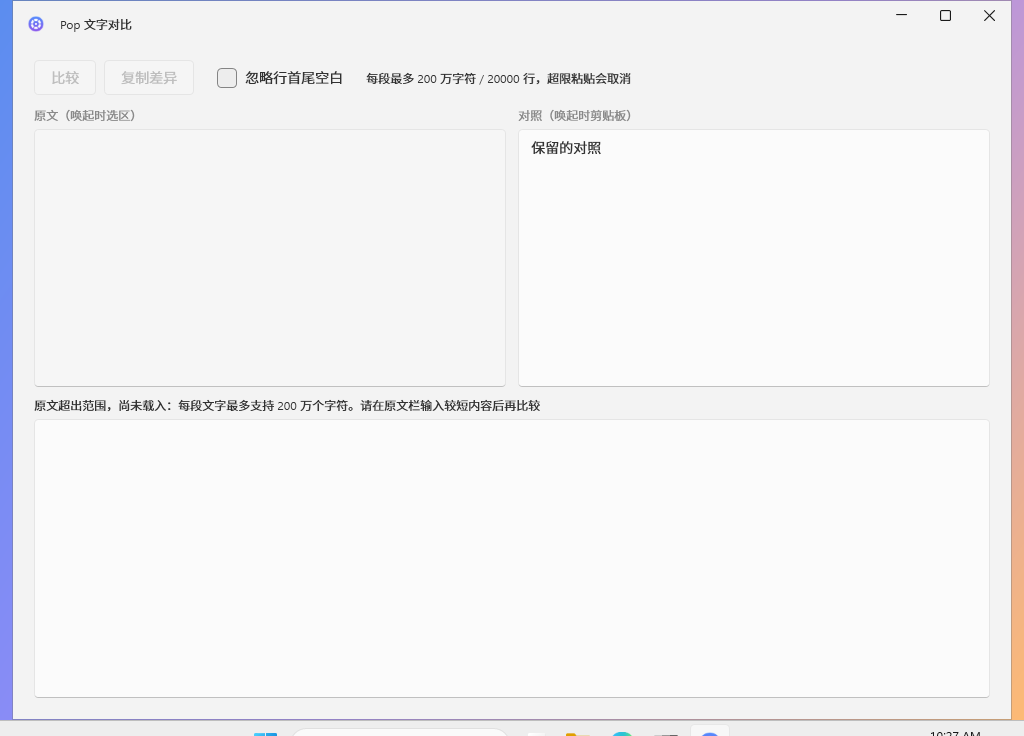 Pop 文字对比
比较 复制差异 忽略行首尾空白 每段最多 200 万字符 / 20000 行，超限粘贴会取消
原文（唤起时选区） 对照（唤起时剪贴板）
保留的对照
原文超出范围，尚未载入：每段文字最多支持 200 万个字符。请在原文栏输入较短内容后再比较
10:27 AM